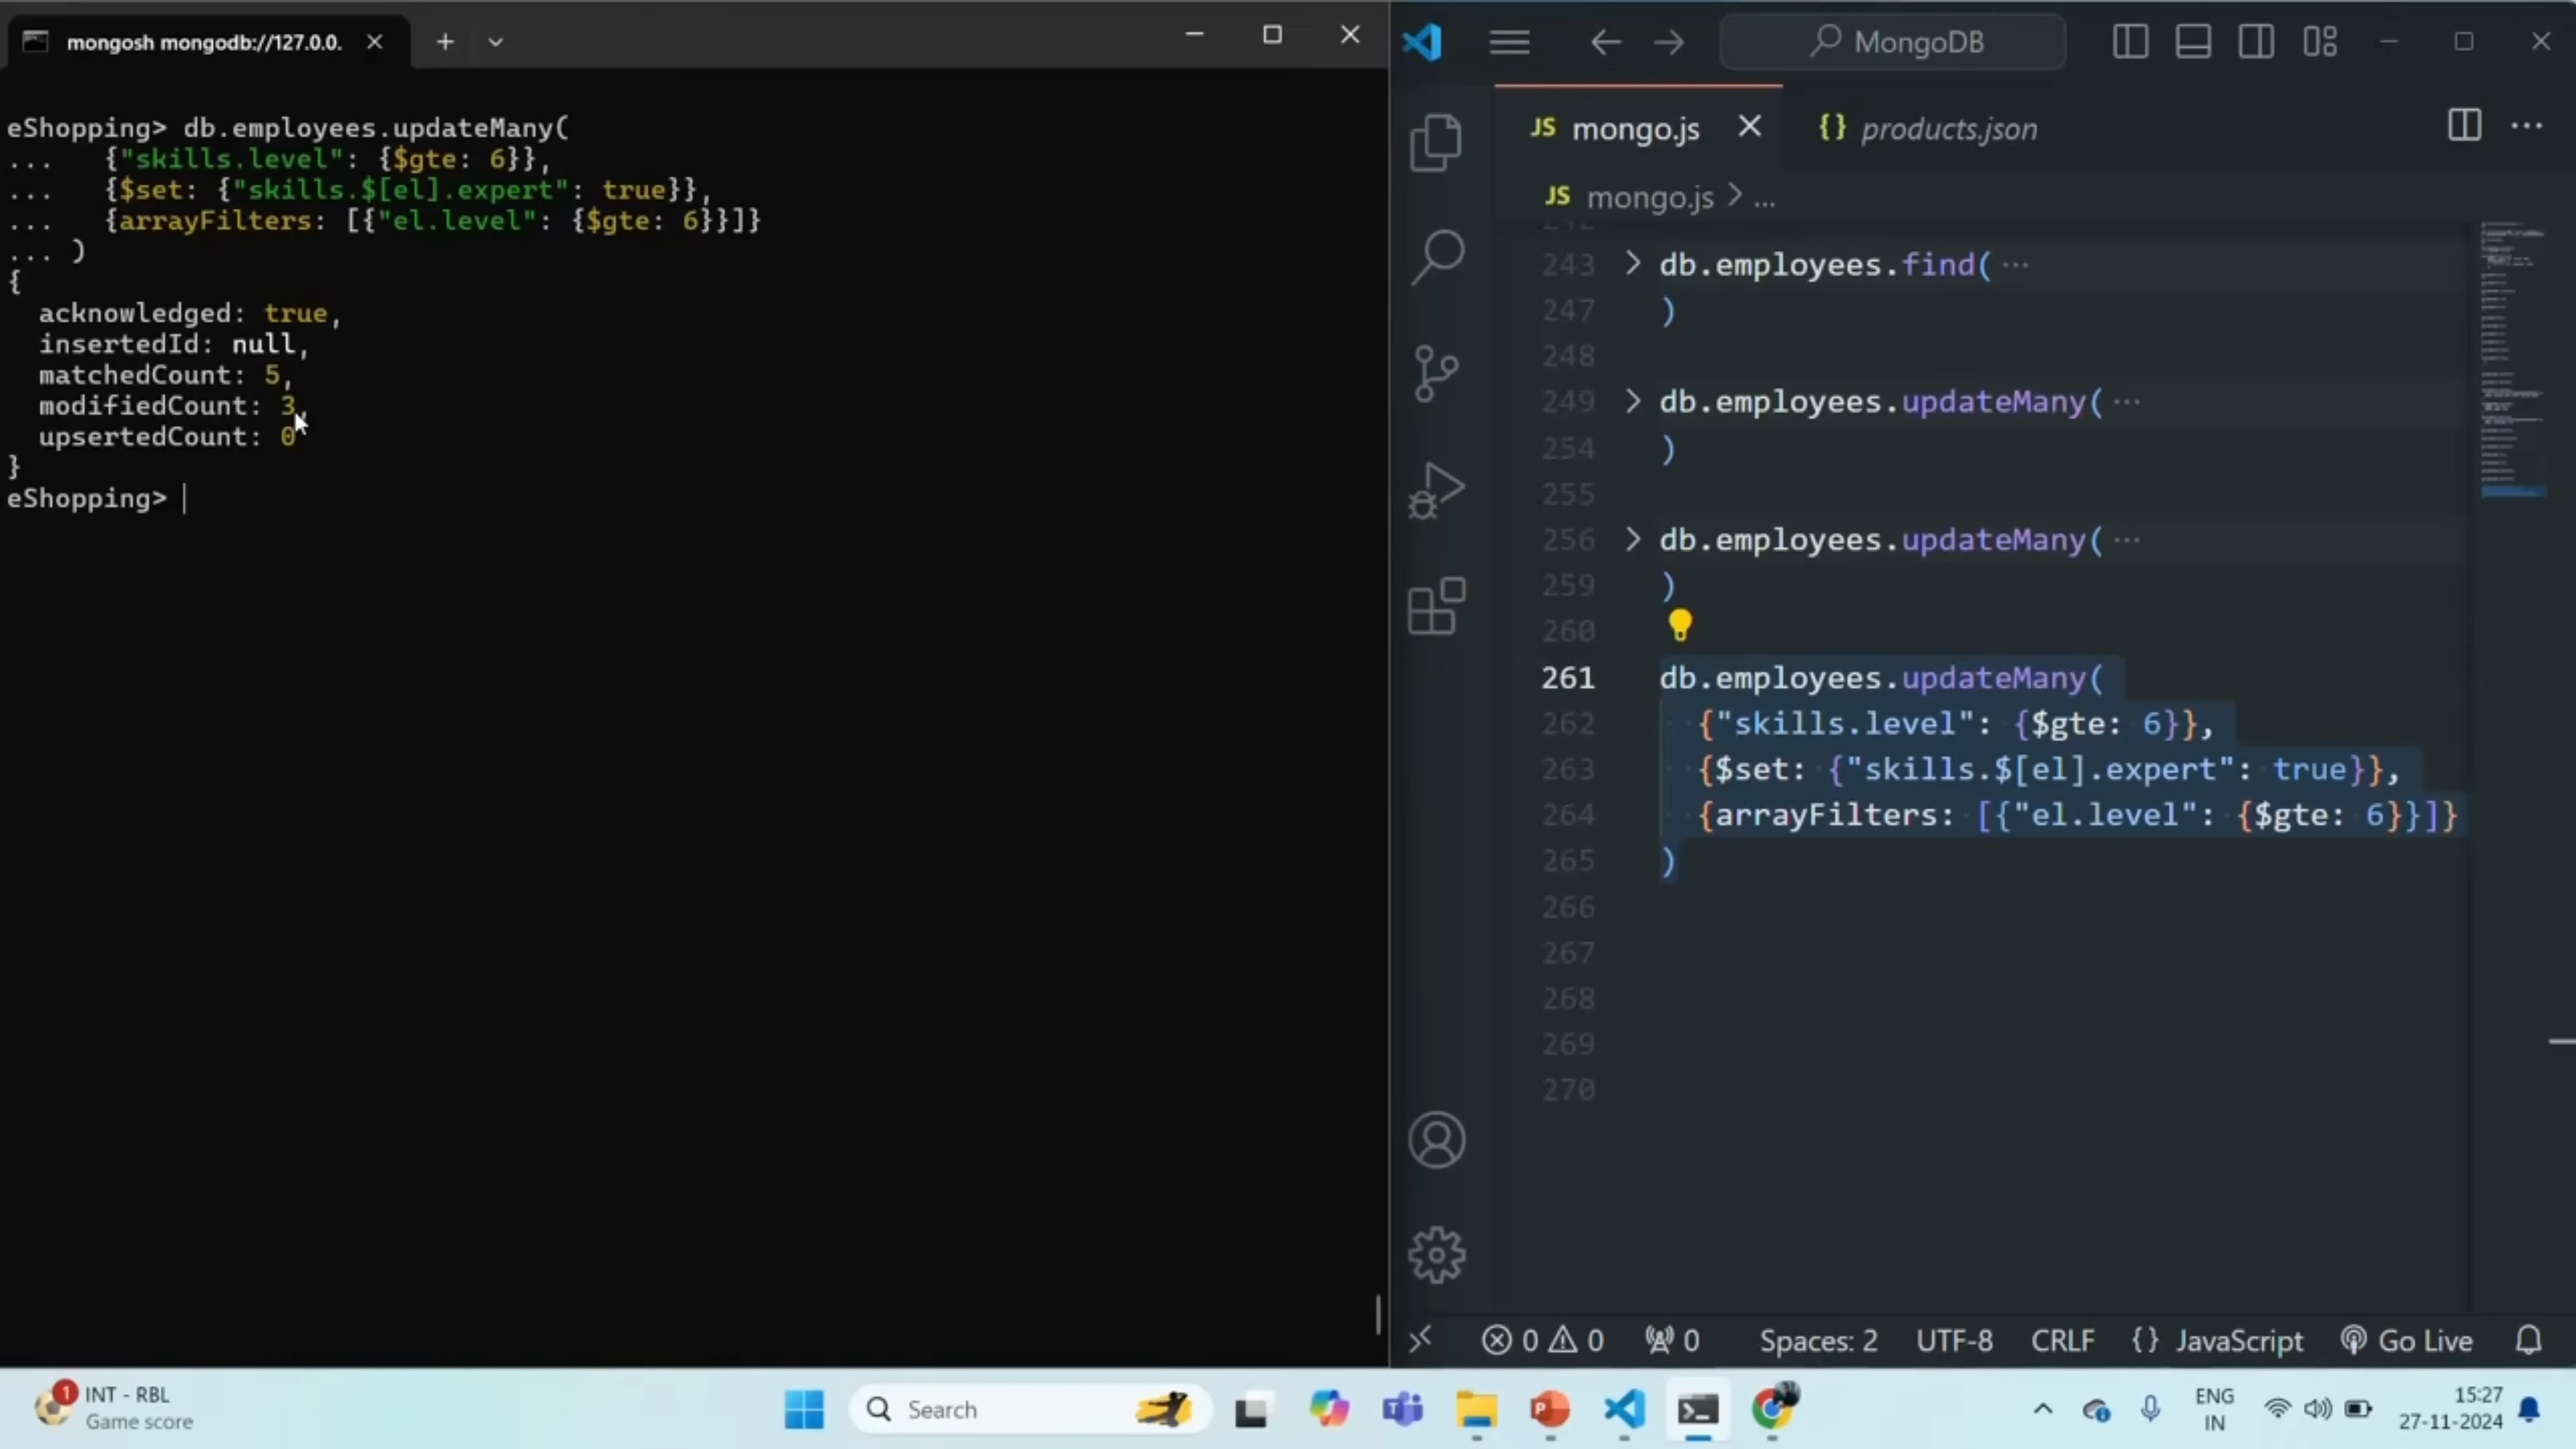 mongosh mongodb://127.0.0.
eShopping> db.employees.updateMany(
... {"skills.level": {$gte: 6}},
... {$set: {"skills.$[el].expert": true}},
... {arrayFilters: [{"el.level": {$gte: 6}}]}
... )
{
acknowledged: true,
insertedId: null,
matchedCount: 5,
modifiedCount: 3,
upsertedCount: 0
}
eShopping>
MongoDB
JS mongo.js
{} products.json
JS mongo.js > ...
242
243 > db.employees.find( ...
247 )
248
249 > db.employees.updateMany( ...
254 )
255
256 > db.employees.updateMany( ...
259 )
260
261 db.employees.updateMany(
262 {"skills.level": {$gte: 6}},
263 {$set: {"skills.$[el].expert": true}},
264 {arrayFilters: [{"el.level": {$gte: 6}}]}
265 )
266
267
268
269
270
0 0 0 Spaces: 2 UTF-8 CRLF {} JavaScript Go Live
1
INT - RBL
Game score
Search
ENG
IN
15:27
27-11-2024